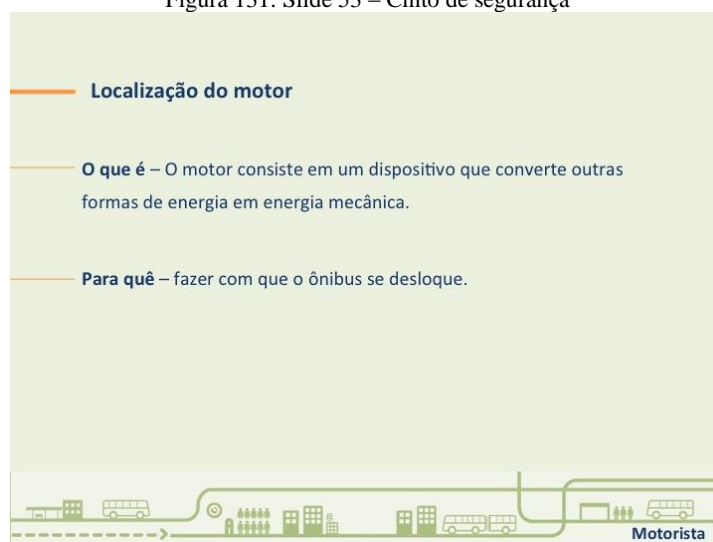 Figura 131: Slide 53 – Cinto de segurança
Localização do motor
O que é – O motor consiste em um dispositivo que converte outras
formas de energia em energia mecânica.
Para quê – fazer com que o ônibus se desloque.
Motorista